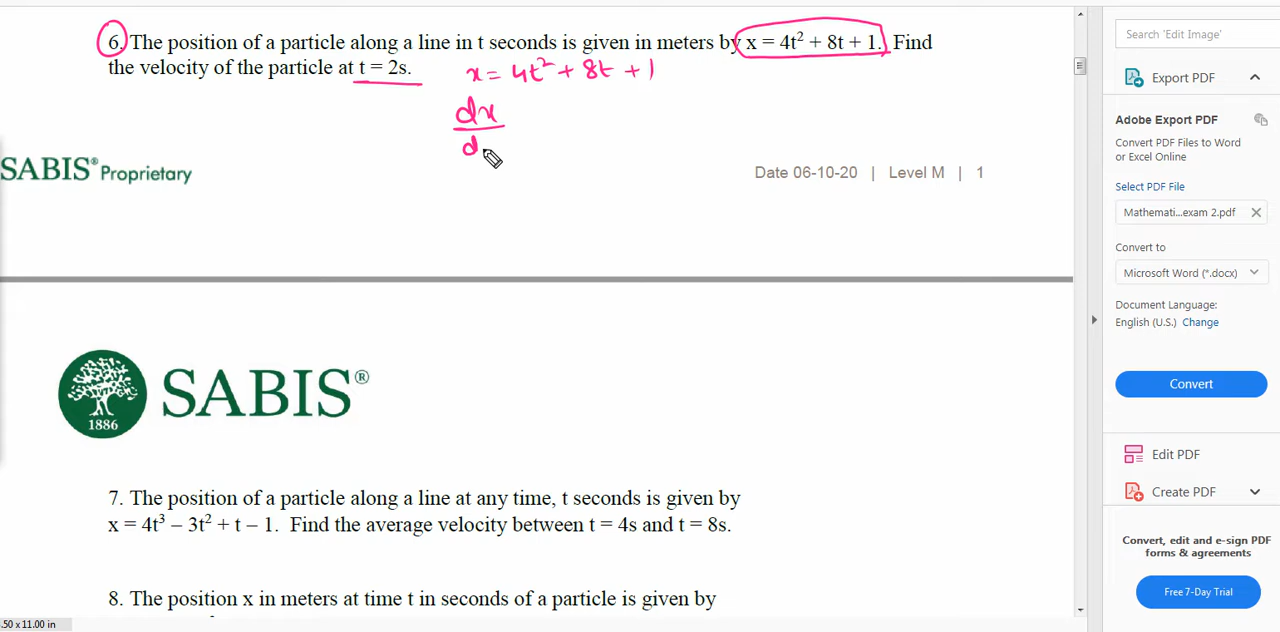 6. The position of a particle along a line in t seconds is given in meters by x = 4t² + 8t + 1. Find
the velocity of the particle at t = 2s.
x = 4t² + 8t + 1
dx
d
SABIS® Proprietary
Date 06-10-20 | Level M | 1
SABIS®
1886
7. The position of a particle along a line at any time, t seconds is given by
x = 4t³ – 3t² + t – 1. Find the average velocity between t = 4s and t = 8s.
8. The position x in meters at time t in seconds of a particle is given by
.50 x 11.00 in
Search 'Edit Image'
Export PDF
Adobe Export PDF
Convert PDF Files to Word
or Excel Online
Select PDF File
Mathemati...exam 2.pdf
Convert to
Microsoft Word (*.docx)
Document Language:
English (U.S.) Change
Convert
Edit PDF
Create PDF
Convert, edit and e-sign PDF
forms & agreements
Free 7-Day Trial